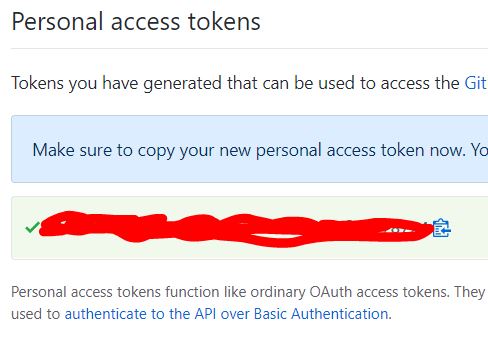 Personal access tokens
Tokens you have generated that can be used to access the Git
Make sure to copy your new personal access token now. Yo
Personal access tokens function like ordinary OAuth access tokens. They
used to authenticate to the API over Basic Authentication.